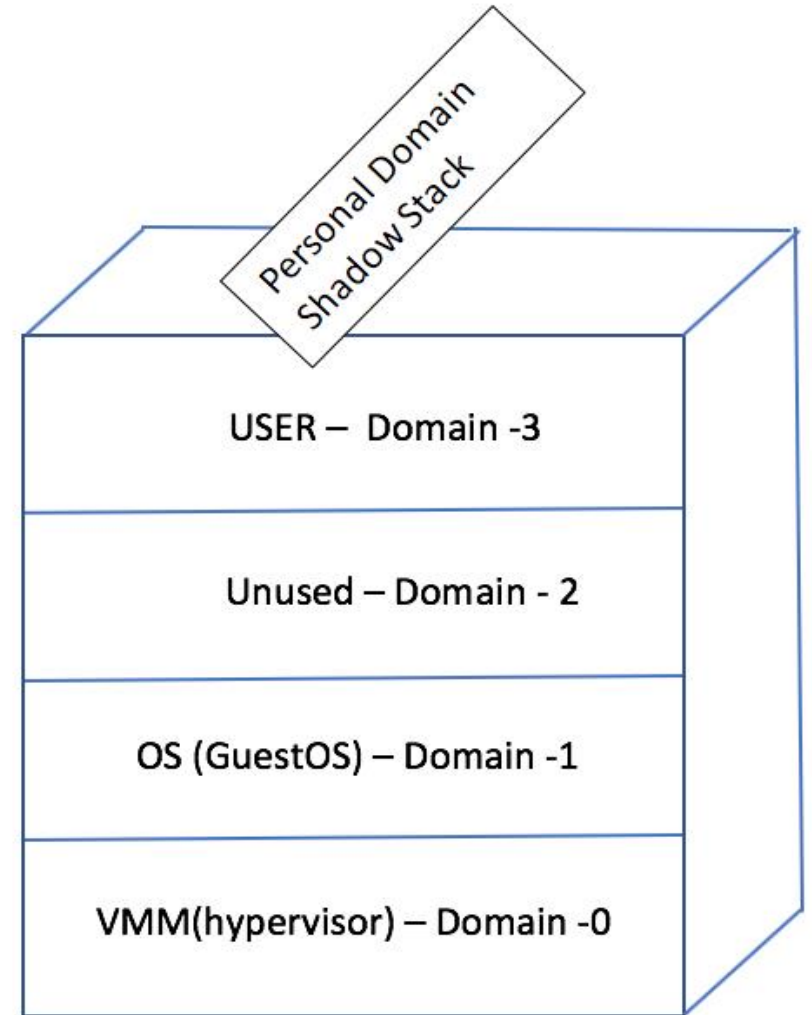 Personal Domain
Shadow Stack
USER – Domain -3
Unused – Domain - 2
OS (GuestOS) – Domain -1
VMM(hypervisor) – Domain -0